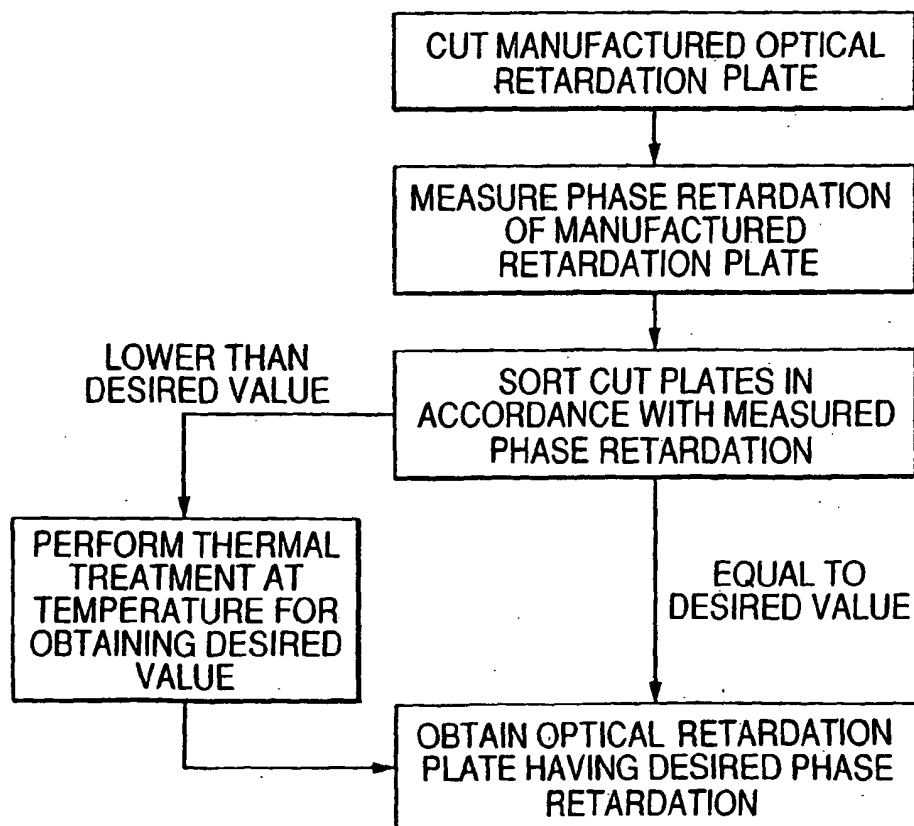 CUT MANUFACTURED OPTICAL
RETARDATION PLATE
MEASURE PHASE RETARDATION
OF MANUFACTURED
RETARDATION PLATE
LOWER THAN
DESIRED VALUE
SORT CUT PLATES IN
ACCORDANCE WITH MEASURED
PHASE RETARDATION
PERFORM THERMAL
TREATMENT AT
TEMPERATURE FOR
OBTAINING DESIRED
VALUE
EQUAL TO
DESIRED VALUE
OBTAIN OPTICAL RETARDATION
PLATE HAVING DESIRED PHASE
RETARDATION